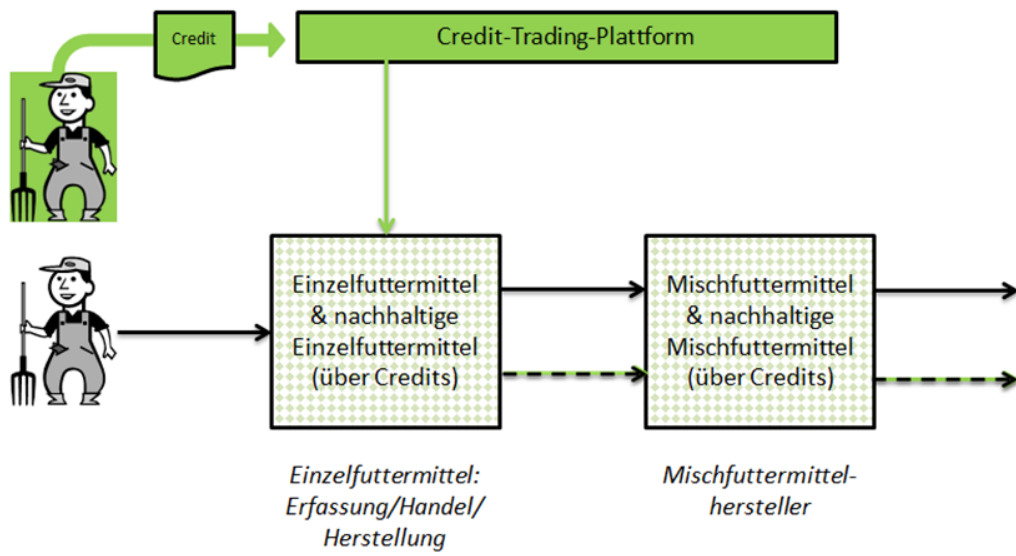 Credit
Credit-Trading-Plattform
Einzelfuttermittel
& nachhaltige
Einzelfuttermittel
(über Credits)
Mischfuttermittel
& nachhaltige
Mischfuttermittel
(über Credits)
Einzelfuttermittel:
Erfassung/Handel/
Herstellung
Mischfuttermittel-
hersteller